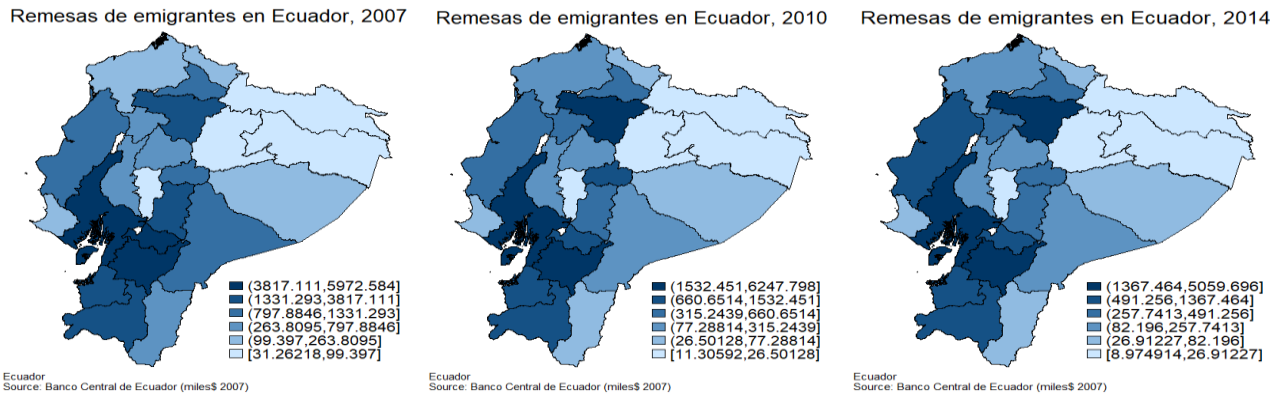 Remesas de emigrantes en Ecuador, 2007
(3817.111,5972.584]
(1331.293,3817.111]
(797.8846,1331.293]
(263.8095,797.8846]
(99.397,263.8095]
[31.26218,99.397]
Ecuador
Source: Banco Central de Ecuador (miles$ 2007)
Remesas de emigrantes en Ecuador, 2010
(1532.451,6247.798]
(660.6514,1532.451]
(315.2439,660.6514]
(77.28814,315.2439]
(26.50128,77.28814]
[11.30592,26.50128]
Ecuador
Source: Banco Central de Ecuador (miles$ 2007)
Remesas de emigrantes en Ecuador, 2014
(1367.464,5059.696]
(491.256,1367.464]
(257.7413,491.256]
(82.196,257.7413]
(26.91227,82.196]
[8.974914,26.91227]
Ecuador
Source: Banco Central de Ecuador (miles$ 2007)